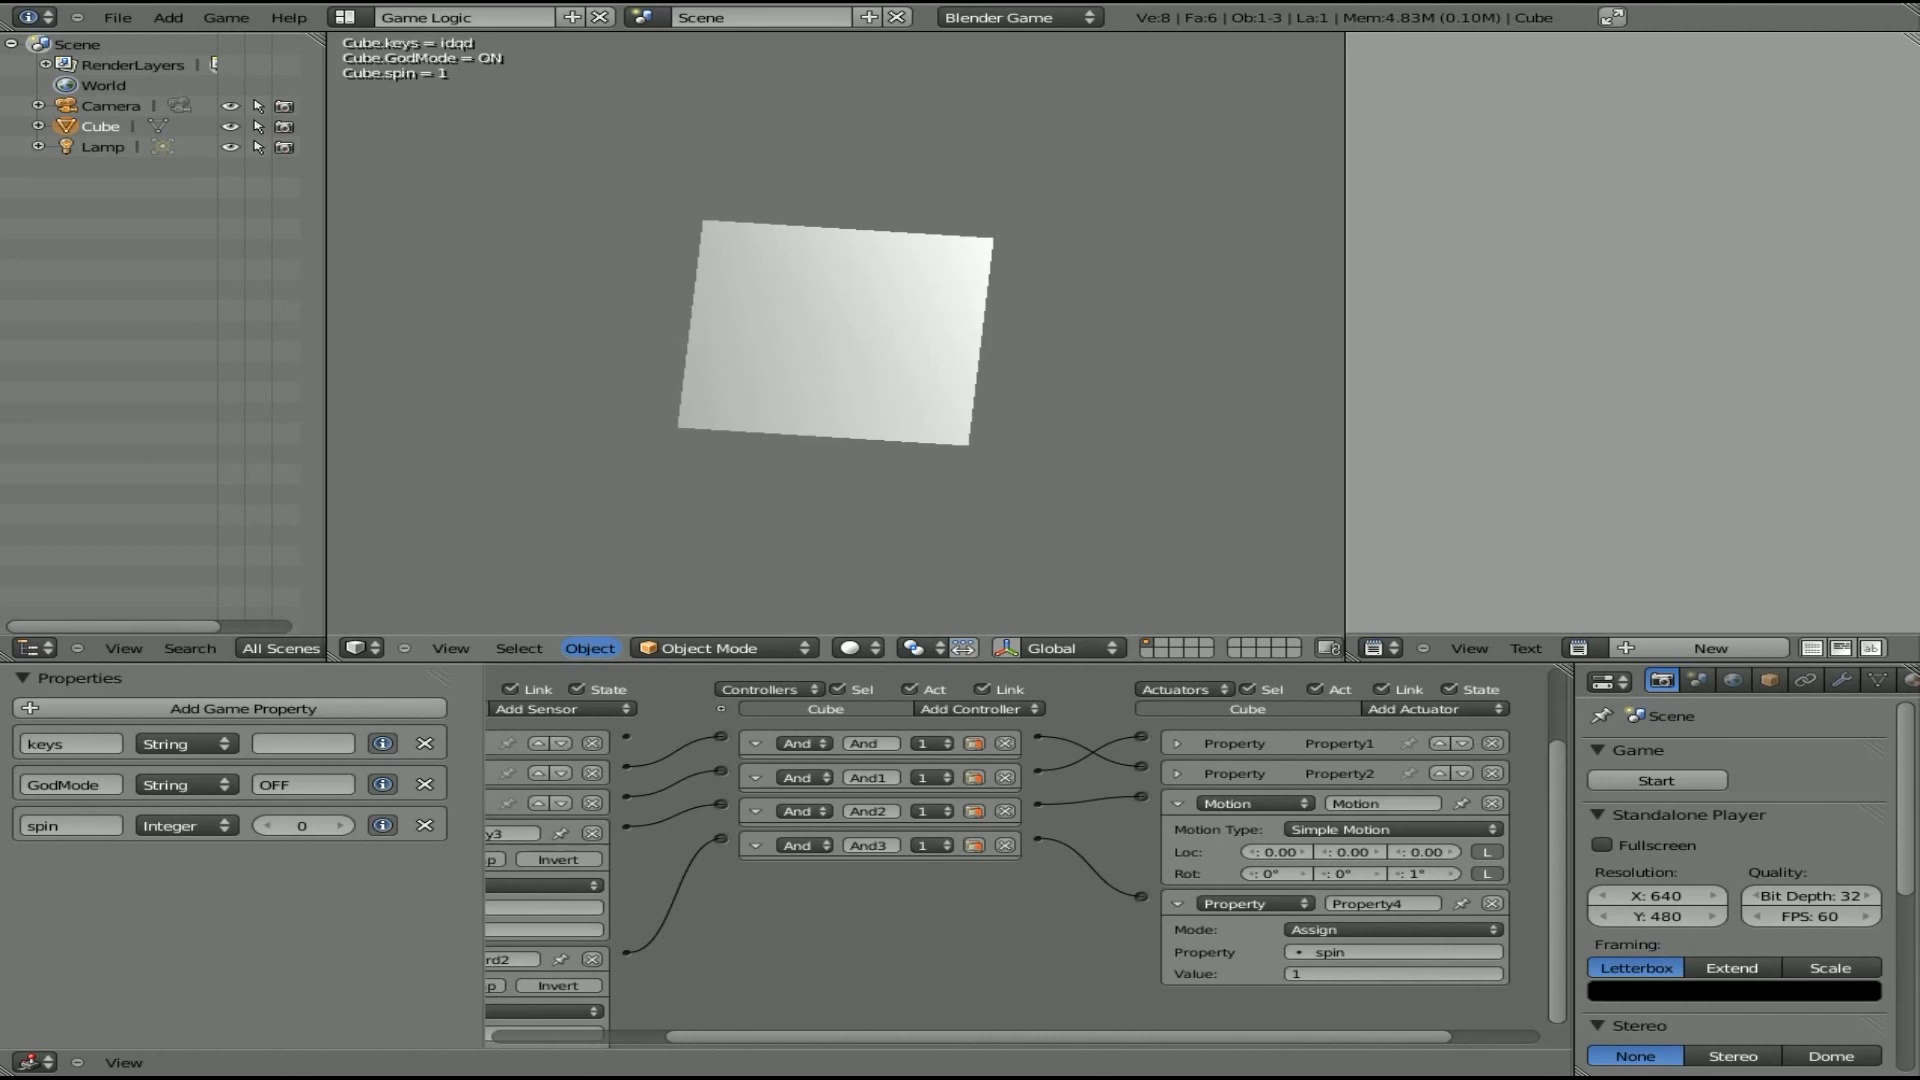 File Add Game Help Game Logic Scene Blender Game Ve:8 | Fa:6 | Ob:1-3 | La:1 | Mem:4.83M (0.10M) | Cube
Scene
RenderLayers |
World
Camera |
Cube |
Lamp |
Cube.keys = idqd
Cube.GodMode = ON
Cube.spin = 1
View Search All Scenes
View Select Object Object Mode Global
View Text New
Properties
Add Game Property
keys String
GodMode String OFF
spin Integer 0
View
Link State
Add Sensor
y3
p Invert
rd2
p Invert
Controllers Sel Act Link
Cube Add Controller
And And 1
And And1 1
And And2 1
And And3 1
Actuators Sel Act Link State
Cube Add Actuator
Property Property1
Property Property2
Motion Motion
Motion Type: Simple Motion
Loc: : 0.00 : 0.00 : 0.00 L
Rot: : 0° : 0° : 1° L
Property Property4
Mode: Assign
Property spin
Value: 1
Scene
Game
Start
Standalone Player
Fullscreen
Resolution: Quality:
X: 640 Bit Depth: 32
Y: 480 FPS: 60
Framing:
Letterbox Extend Scale
Stereo
None Stereo Dome